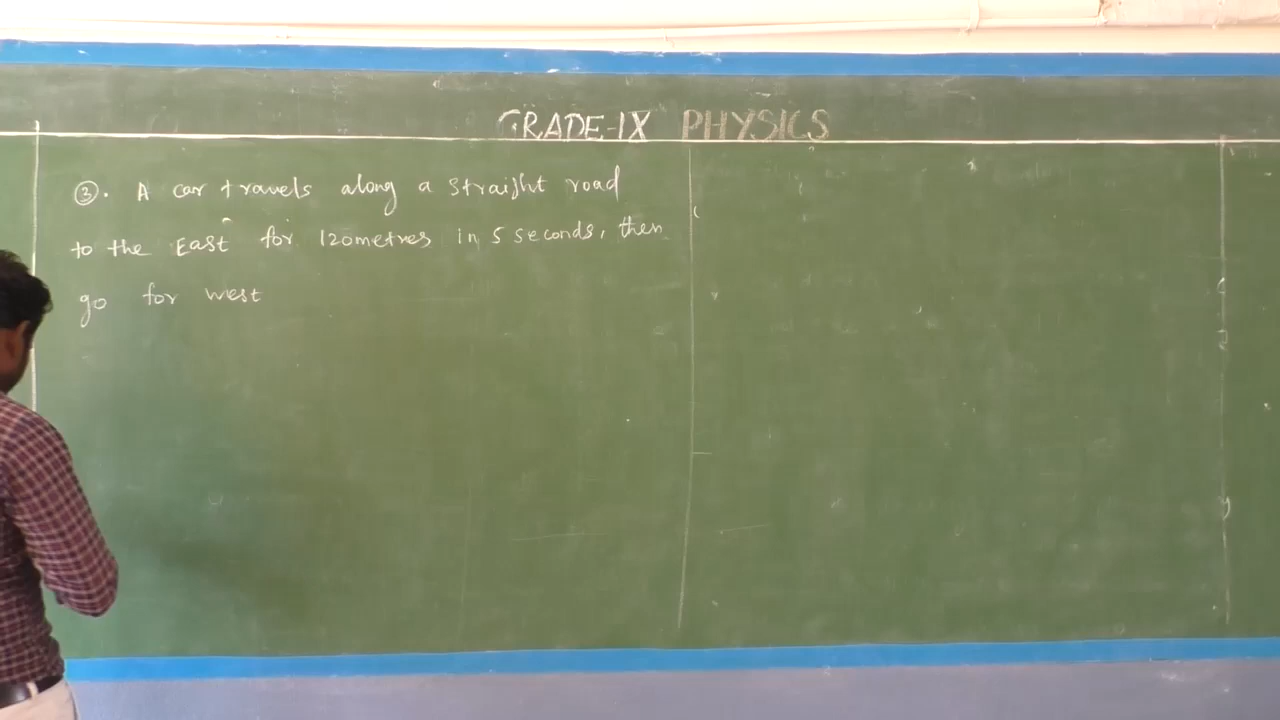 GRADE-IX PHYSICS
③. A car travels along a straight road
to the East for 120metres in 5 seconds, then
go for west